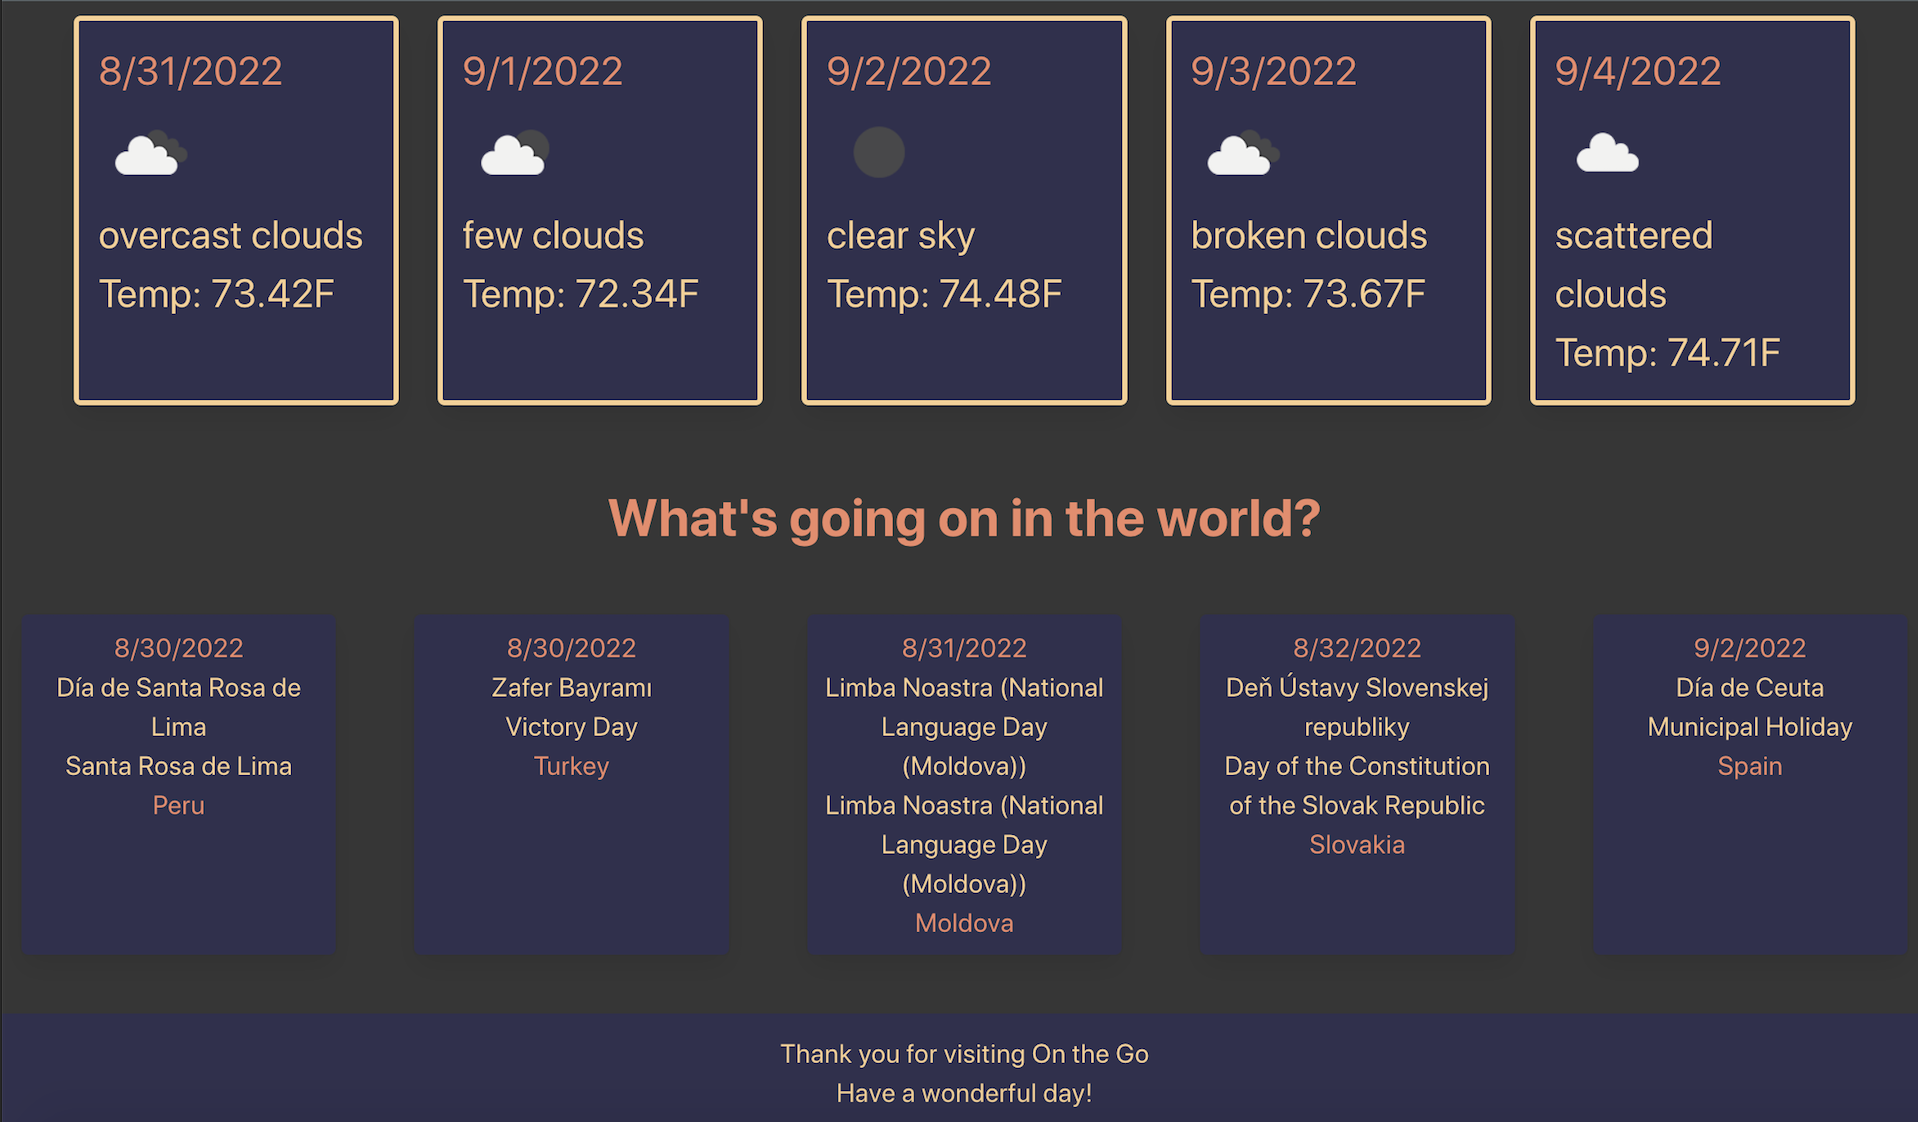 8/31/2022
overcast clouds
Temp: 73.42F
9/1/2022
few clouds
Temp: 72.34F
9/2/2022
clear sky
Temp: 74.48F
9/3/2022
broken clouds
Temp: 73.67F
9/4/2022
scattered
clouds
Temp: 74.71F
What's going on in the world?
8/30/2022
Día de Santa Rosa de
Lima
Santa Rosa de Lima
Peru
8/30/2022
Zafer Bayramı
Victory Day
Turkey
8/31/2022
Limba Noastra (National
Language Day
(Moldova))
Limba Noastra (National
Language Day
(Moldova))
Moldova
8/32/2022
Deň Ústavy Slovenskej
republiky
Day of the Constitution
of the Slovak Republic
Slovakia
9/2/2022
Día de Ceuta
Municipal Holiday
Spain
Thank you for visiting On the Go
Have a wonderful day!